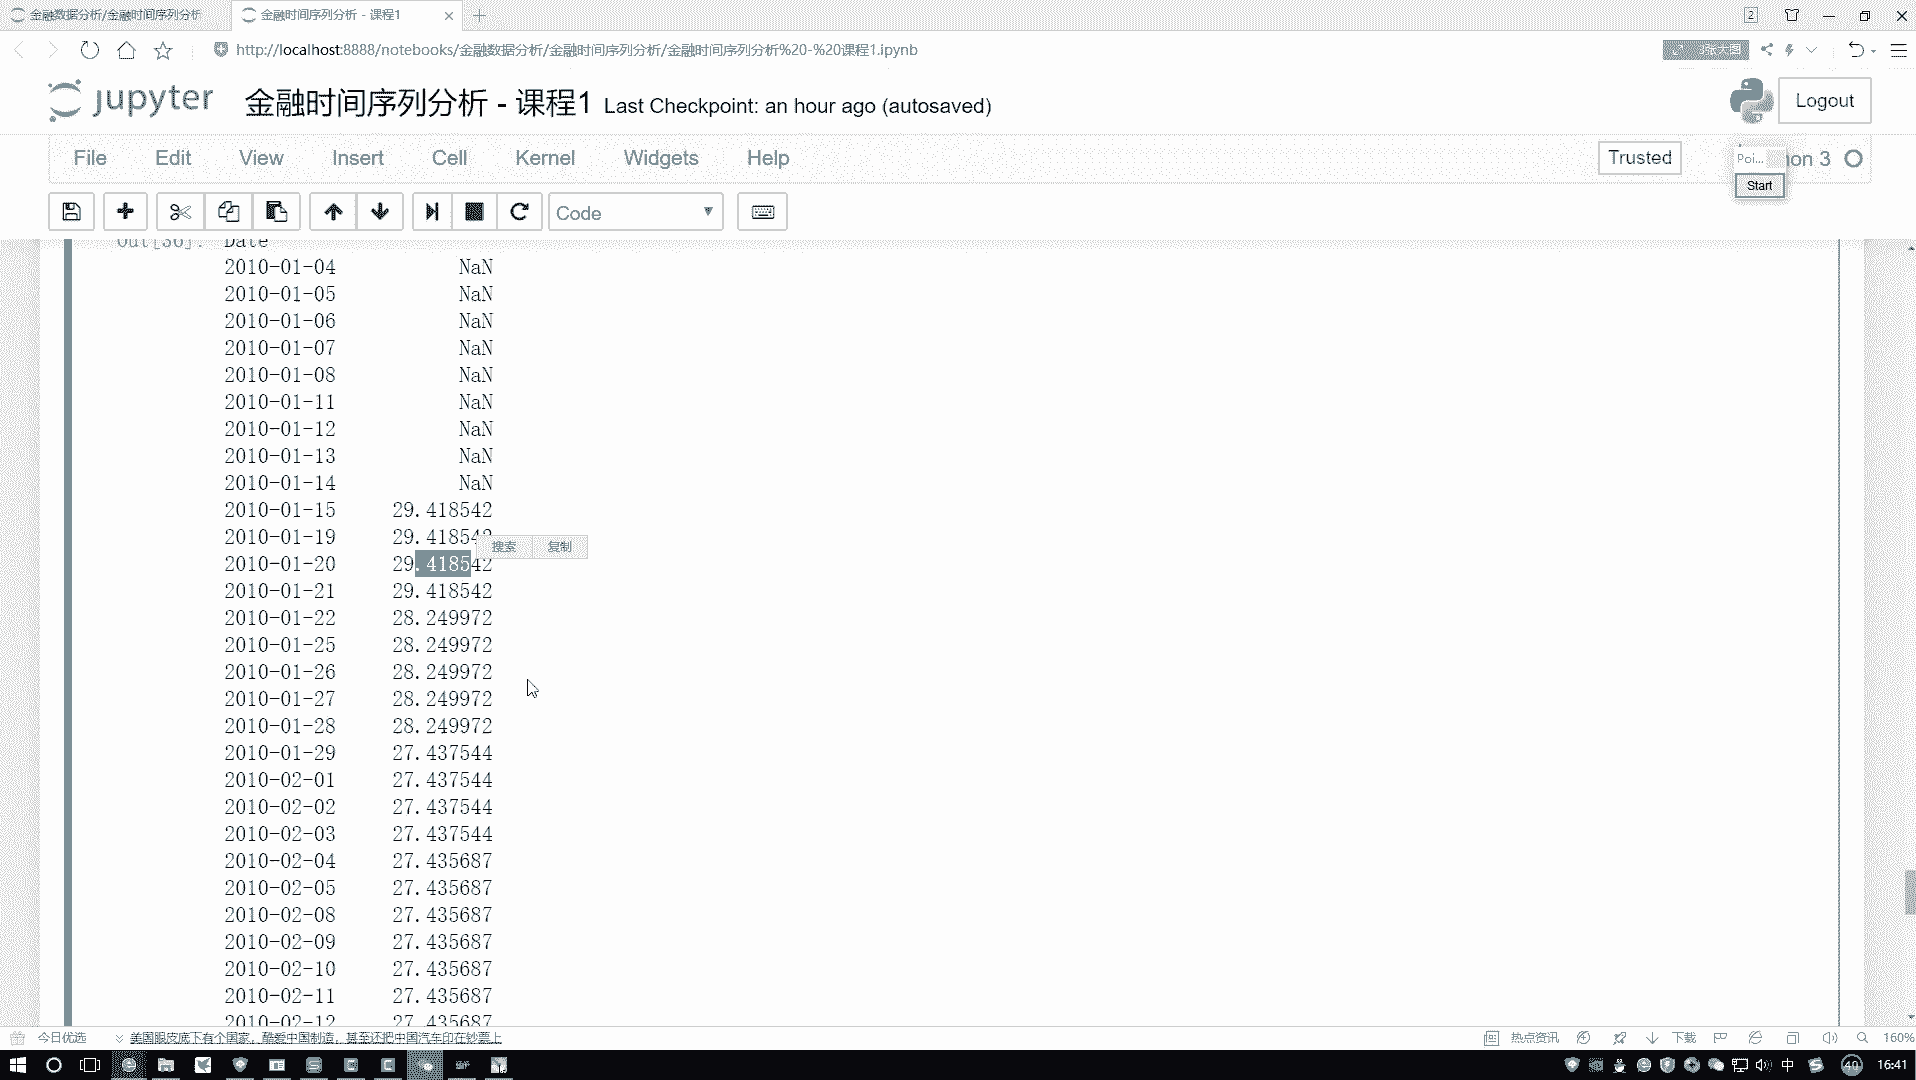 金融数据分析/金融时间序列分析
金融时间序列分析 - 课程1
2
http://localhost:8888/notebooks/金融数据分析/金融时间序列分析/金融时间序列分析%20-%20课程1.ipynb
3张大图
jupyter 金融时间序列分析 - 课程1 Last Checkpoint: an hour ago (autosaved)
Logout
File Edit View Insert Cell Kernel Widgets Help
Trusted
Poi...
hon 3
Start
Code
Out[36]: Date
2010-01-04 NaN
2010-01-05 NaN
2010-01-06 NaN
2010-01-07 NaN
2010-01-08 NaN
2010-01-11 NaN
2010-01-12 NaN
2010-01-13 NaN
2010-01-14 NaN
2010-01-15 29.418542
2010-01-19 29.418542
搜索 复制
2010-01-20 29.418542
2010-01-21 29.418542
2010-01-22 28.249972
2010-01-25 28.249972
2010-01-26 28.249972
2010-01-27 28.249972
2010-01-28 28.249972
2010-01-29 27.437544
2010-02-01 27.437544
2010-02-02 27.437544
2010-02-03 27.437544
2010-02-04 27.435687
2010-02-05 27.435687
2010-02-08 27.435687
2010-02-09 27.435687
2010-02-10 27.435687
2010-02-11 27.435687
2010-02-12 27.435687
今日优选 美国眼皮底下有个国家，酷爱中国制造，甚至还把中国汽车印在钞票上
热点资讯 下载 160%
中 40 16:41